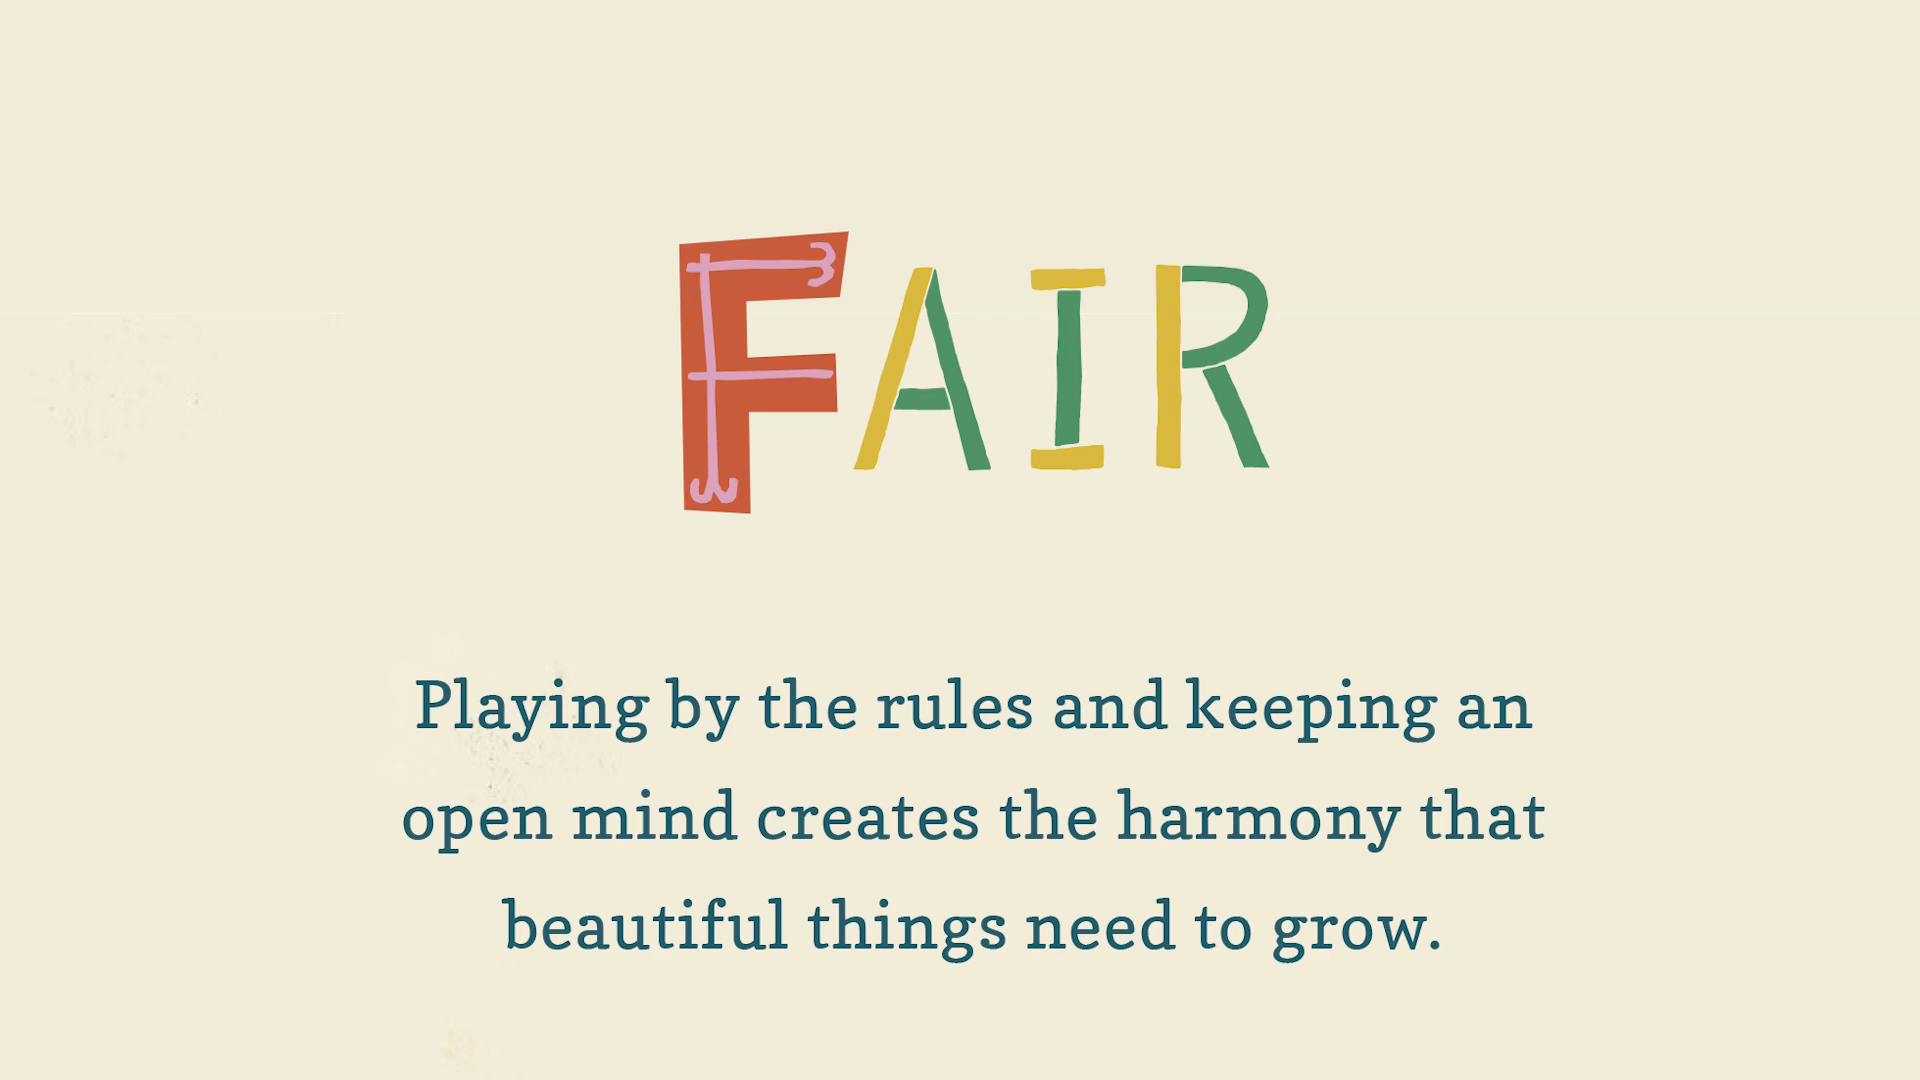 FAIR
Playing by the rules and keeping an
open mind creates the harmony that
beautiful things need to grow.